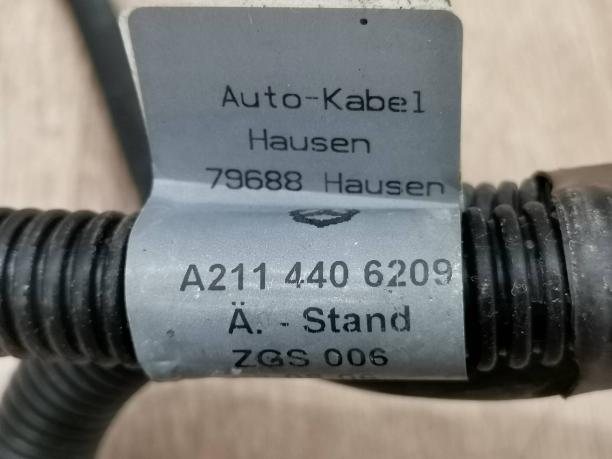 Auto-Kabel
Hausen
79688 Hausen
A211 440 6209
Ä. - Stand
ZGS 006